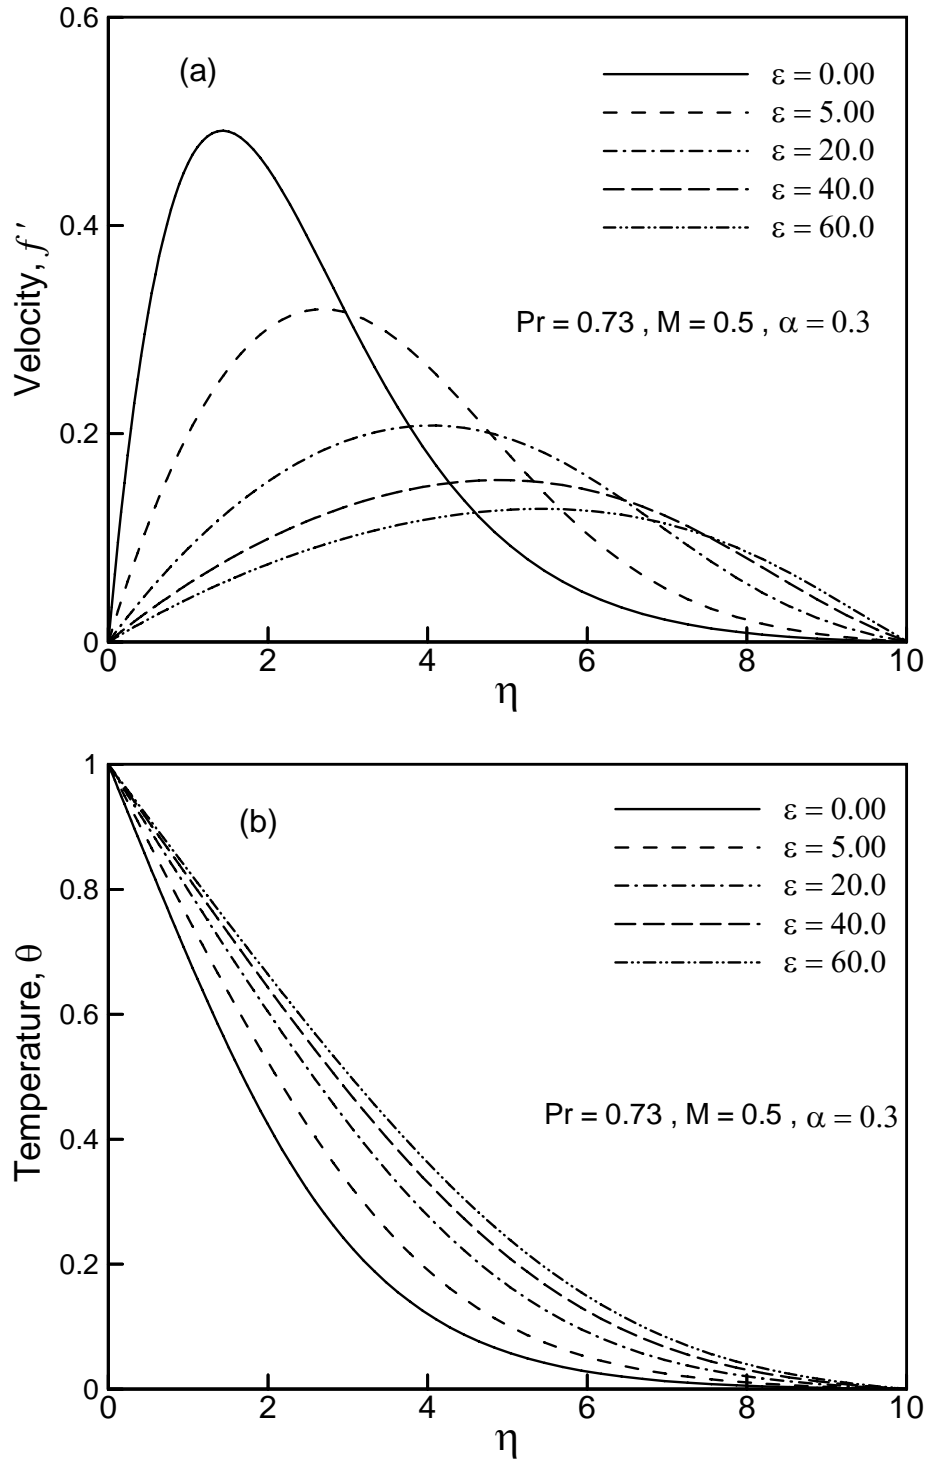 0.6
(a)
ε = 0.00
ε = 5.00
ε = 20.0
ε = 40.0
ε = 60.0
0.4
Velocity, f ′
Pr = 0.73 , M = 0.5 , α = 0.3
0.2
0
0 2 4 6 8 10
η
1
(b)
ε = 0.00
ε = 5.00
ε = 20.0
ε = 40.0
ε = 60.0
0.8
0.6
Temperature, θ
Pr = 0.73 , M = 0.5 , α = 0.3
0.4
0.2
0
0 2 4 6 8 10
η